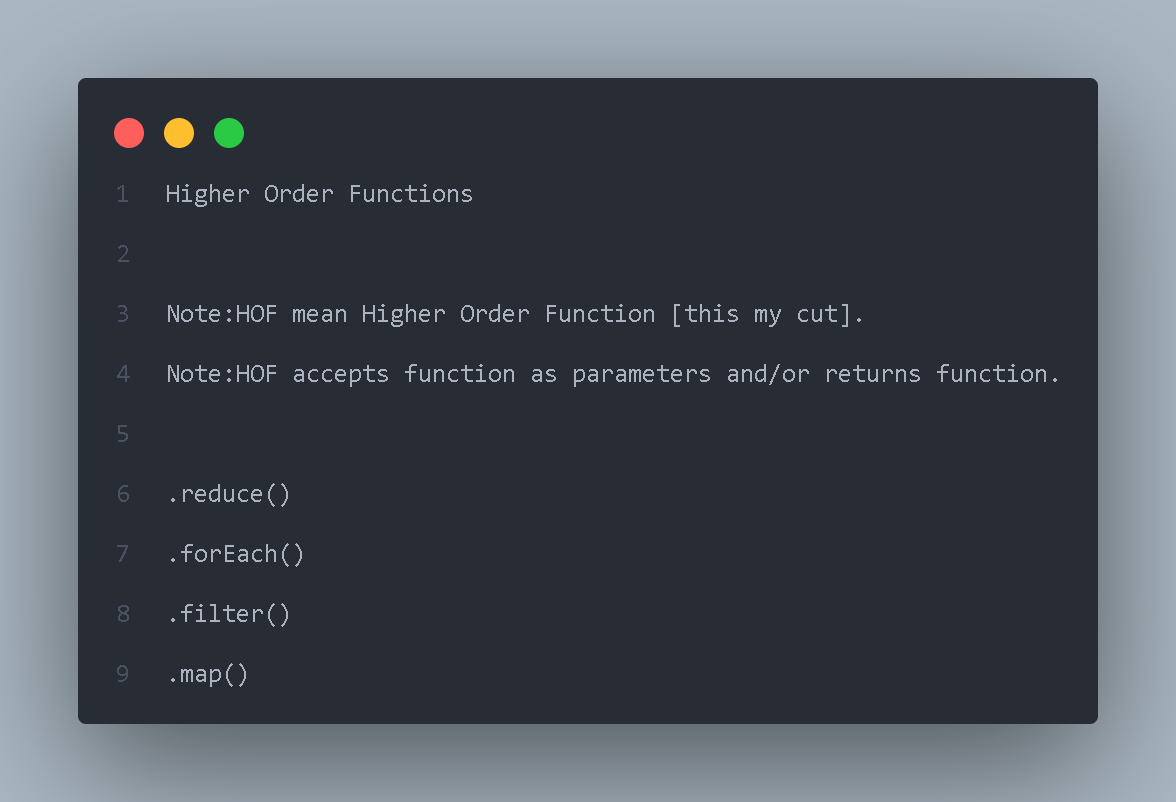 1 Higher Order Functions
2
3 Note:HOF mean Higher Order Function [this my cut].
4 Note:HOF accepts function as parameters and/or returns function.
5
6 .reduce()
7 .forEach()
8 .filter()
9 .map()